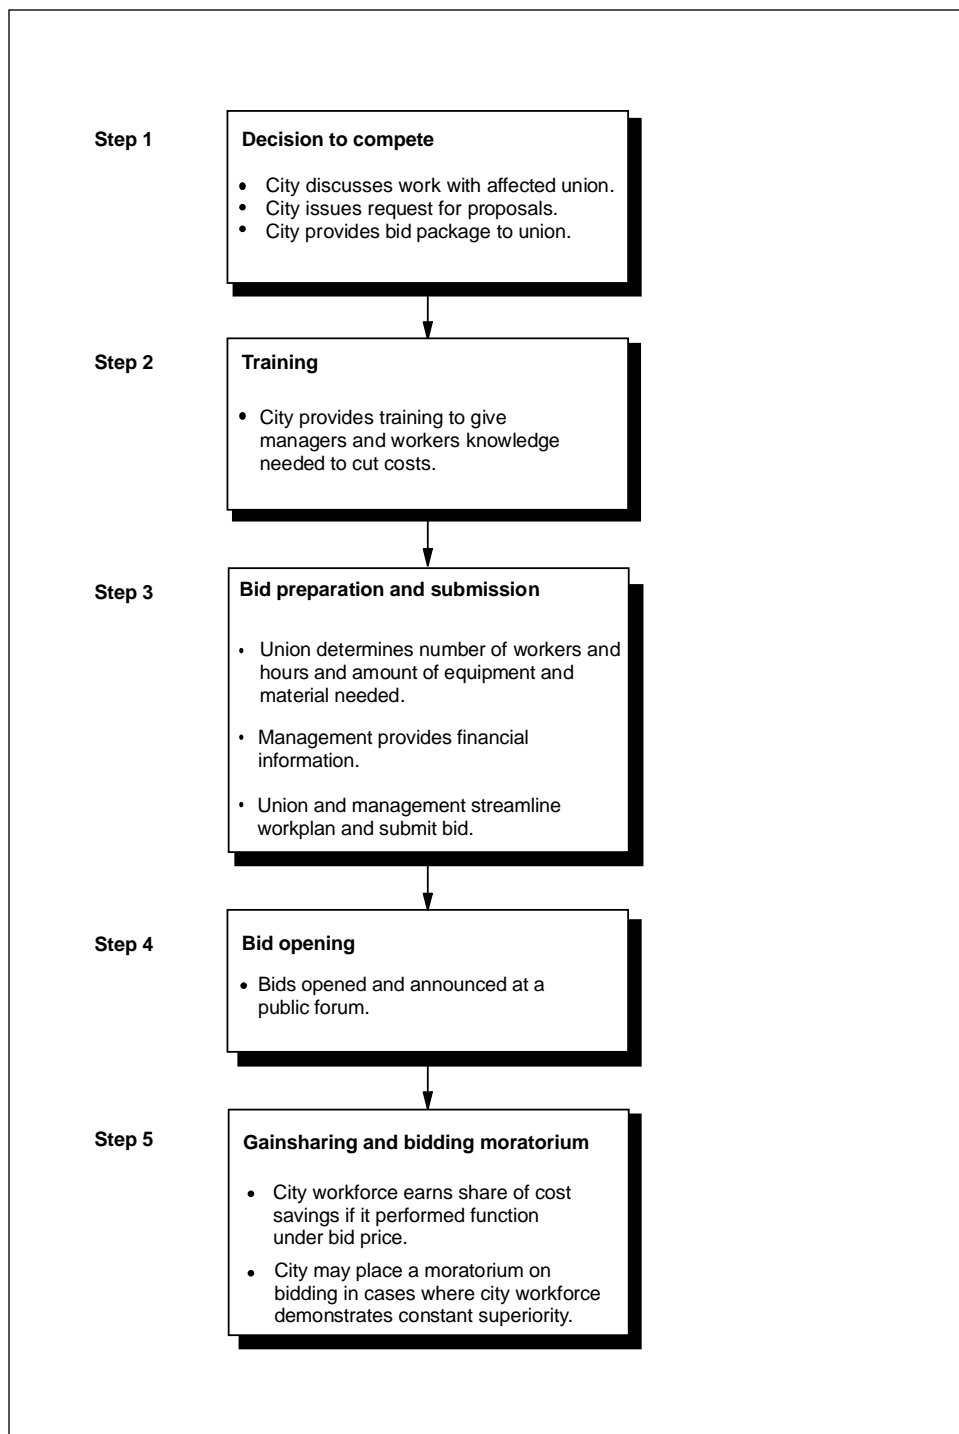 Step 1
Decision to compete
• City discusses work with affected union.
• City issues request for proposals.
• City provides bid package to union.
Step 2
Training
• City provides training to give
managers and workers knowledge
needed to cut costs.
Step 3
Bid preparation and submission
• Union determines number of workers and
hours and amount of equipment and
material needed.
• Management provides financial
information.
• Union and management streamline
workplan and submit bid.
Step 4
Bid opening
• Bids opened and announced at a
public forum.
Step 5
Gainsharing and bidding moratorium
• City workforce earns share of cost
savings if it performed function
under bid price.
• City may place a moratorium on
bidding in cases where city workforce
demonstrates constant superiority.